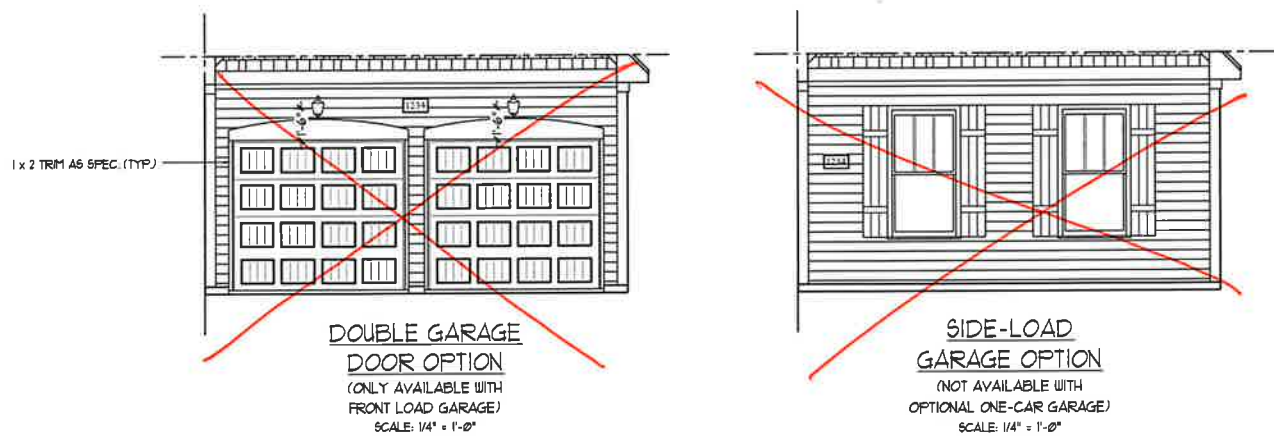 1234
1'-6"
1'-6"
1 x 2 TRIM AS SPEC. (TYP.)
DOUBLE GARAGE
DOOR OPTION
(ONLY AVAILABLE WITH
FRONT LOAD GARAGE)
SCALE: 1/4" = 1'-0"
1234
SIDE-LOAD
GARAGE OPTION
(NOT AVAILABLE WITH
OPTIONAL ONE-CAR GARAGE)
SCALE: 1/4" = 1'-0"